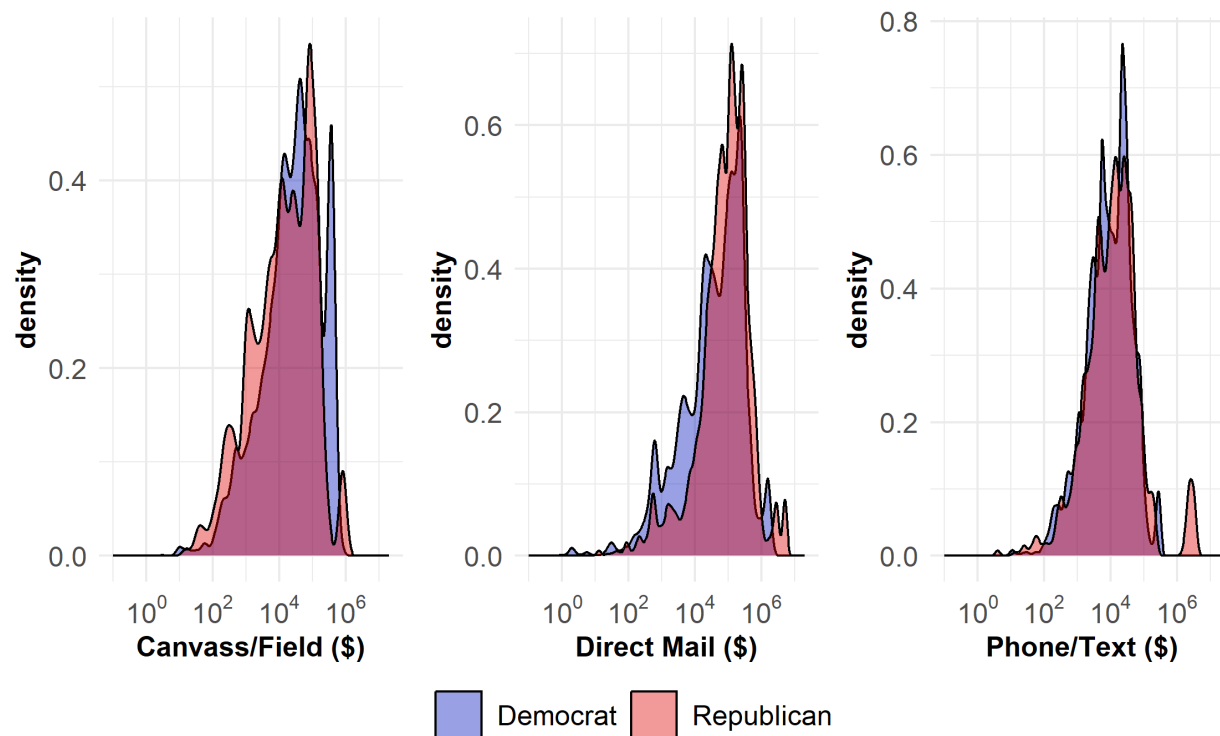 density
0.0
0.2
0.4
10^0 10^2 10^4 10^6
Canvass/Field ($)
density
0.0
0.2
0.4
0.6
10^0 10^2 10^4 10^6
Direct Mail ($)
density
0.0
0.2
0.4
0.6
0.8
10^0 10^2 10^4 10^6
Phone/Text ($)
Democrat Republican